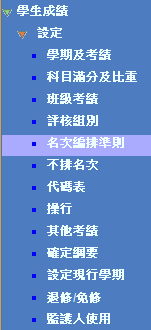 學生成績
設定
學期及考績
科目滿分及比重
班級考績
評核組別
名次編排準則
不排名次
代碼表
操行
其他考績
確定綱要
設定現行學期
退修/免修
監護人使用